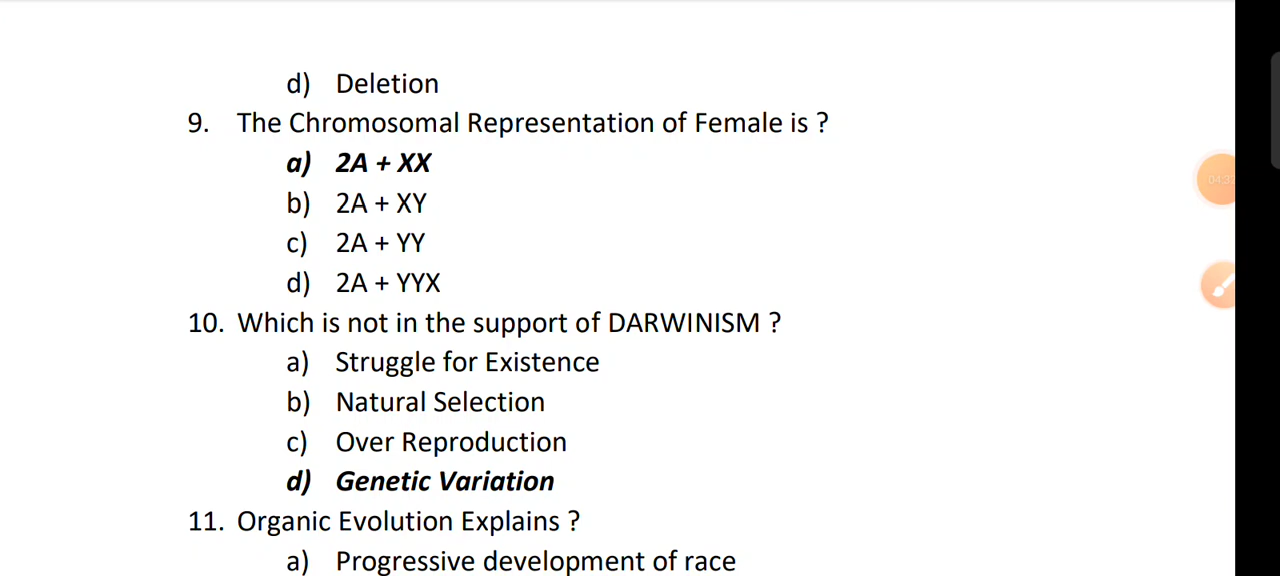 d) Deletion
9. The Chromosomal Representation of Female is ?
a) 2A + XX
b) 2A + XY
c) 2A + YY
d) 2A + YYX
10. Which is not in the support of DARWINISM ?
a) Struggle for Existence
b) Natural Selection
c) Over Reproduction
d) Genetic Variation
11. Organic Evolution Explains ?
a) Progressive development of race